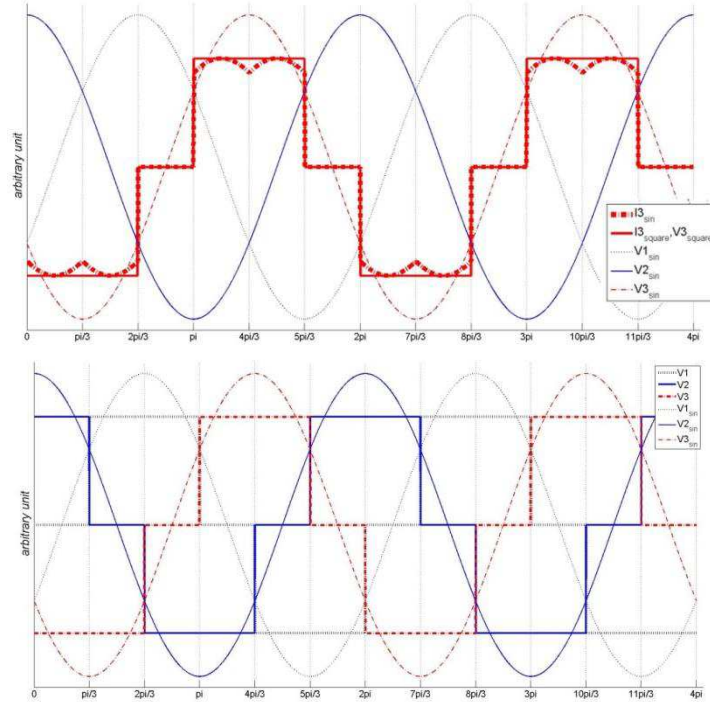 arbitrary unit
I3sin
I3square,V3square
V1sin
V2sin
V3sin
0 pi/3 2pi/3 pi 4pi/3 5pi/3 2pi 7pi/3 8pi/3 3pi 10pi/3 11pi/3 4pi
arbitrary unit
V1
V2
V3
V1sin
V2sin
V3sin
0 pi/3 2pi/3 pi 4pi/3 5pi/3 2pi 7pi/3 8pi/3 3pi 10pi/3 11pi/3 4pi